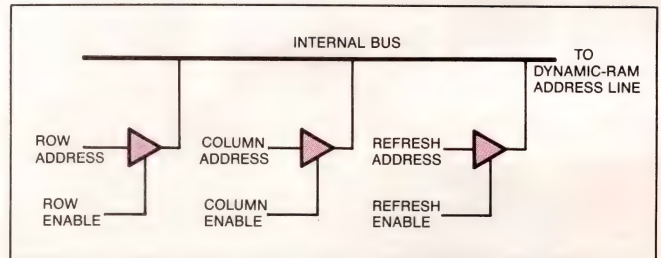 INTERNAL BUS
TO
DYNAMIC-RAM
ADDRESS LINE
ROW
ADDRESS
COLUMN
ADDRESS
REFRESH
ADDRESS
ROW
ENABLE
COLUMN
ENABLE
REFRESH
ENABLE